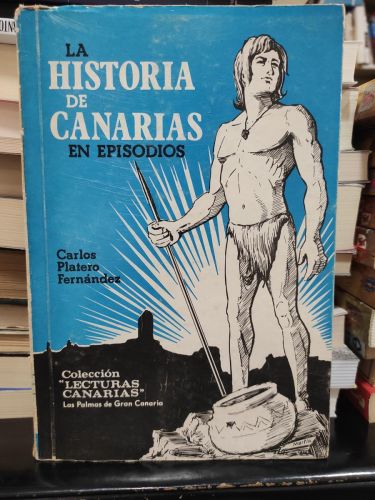 LA
HISTORIA
DE
CANARIAS
EN EPISODIOS
Carlos
Platero
Fernández
Colección
"LECTURAS
CANARIAS"
Las Palmas de Gran Canaria